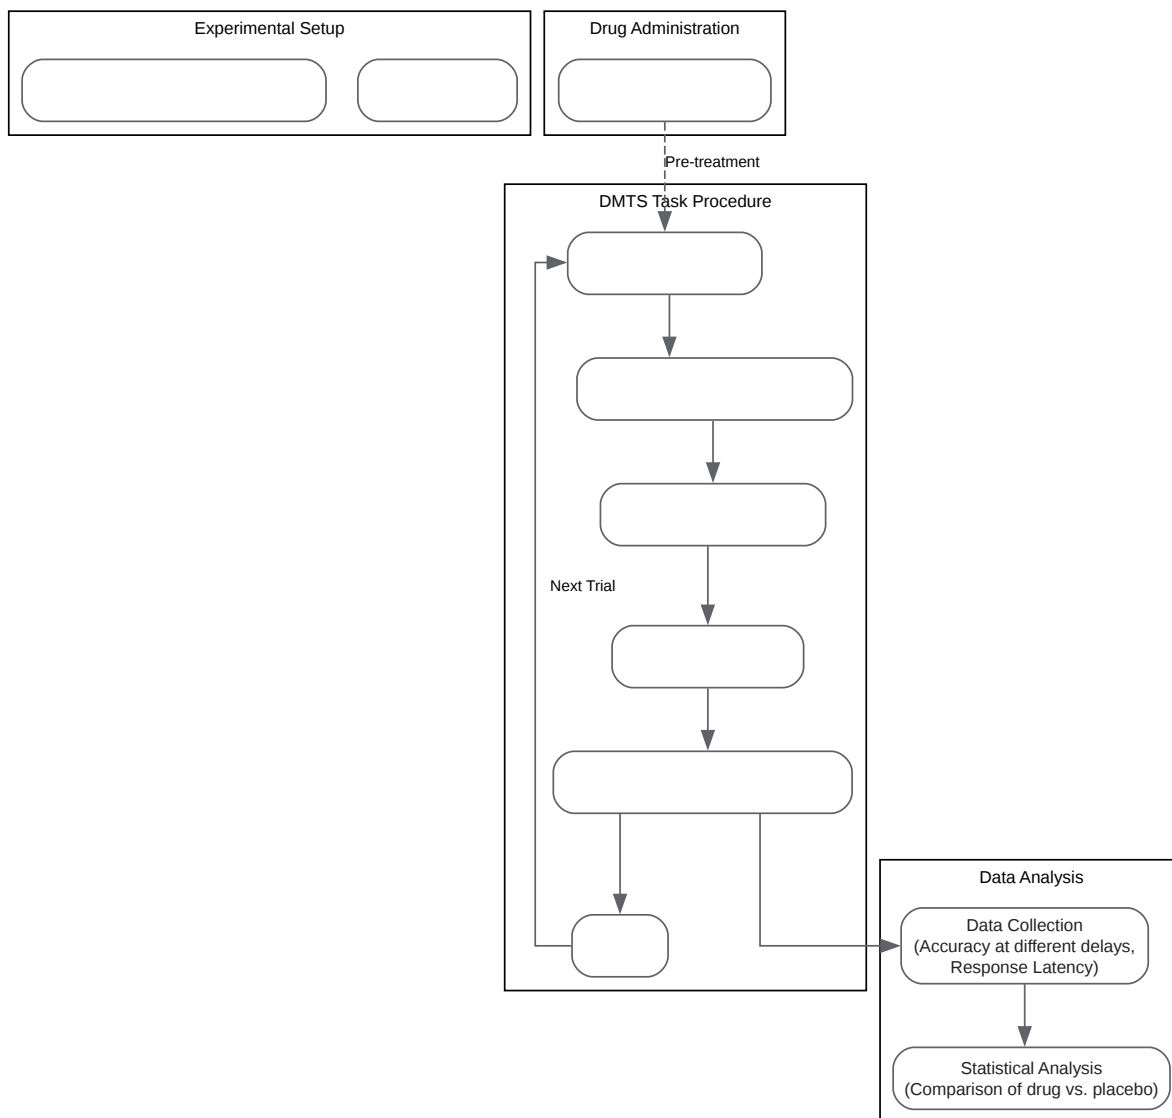 Experimental Setup
Drug Administration
Pre-treatment
DMTS Task Procedure
Next Trial
Data Analysis
Data Collection
(Accuracy at different delays,
Response Latency)
Statistical Analysis
(Comparison of drug vs. placebo)